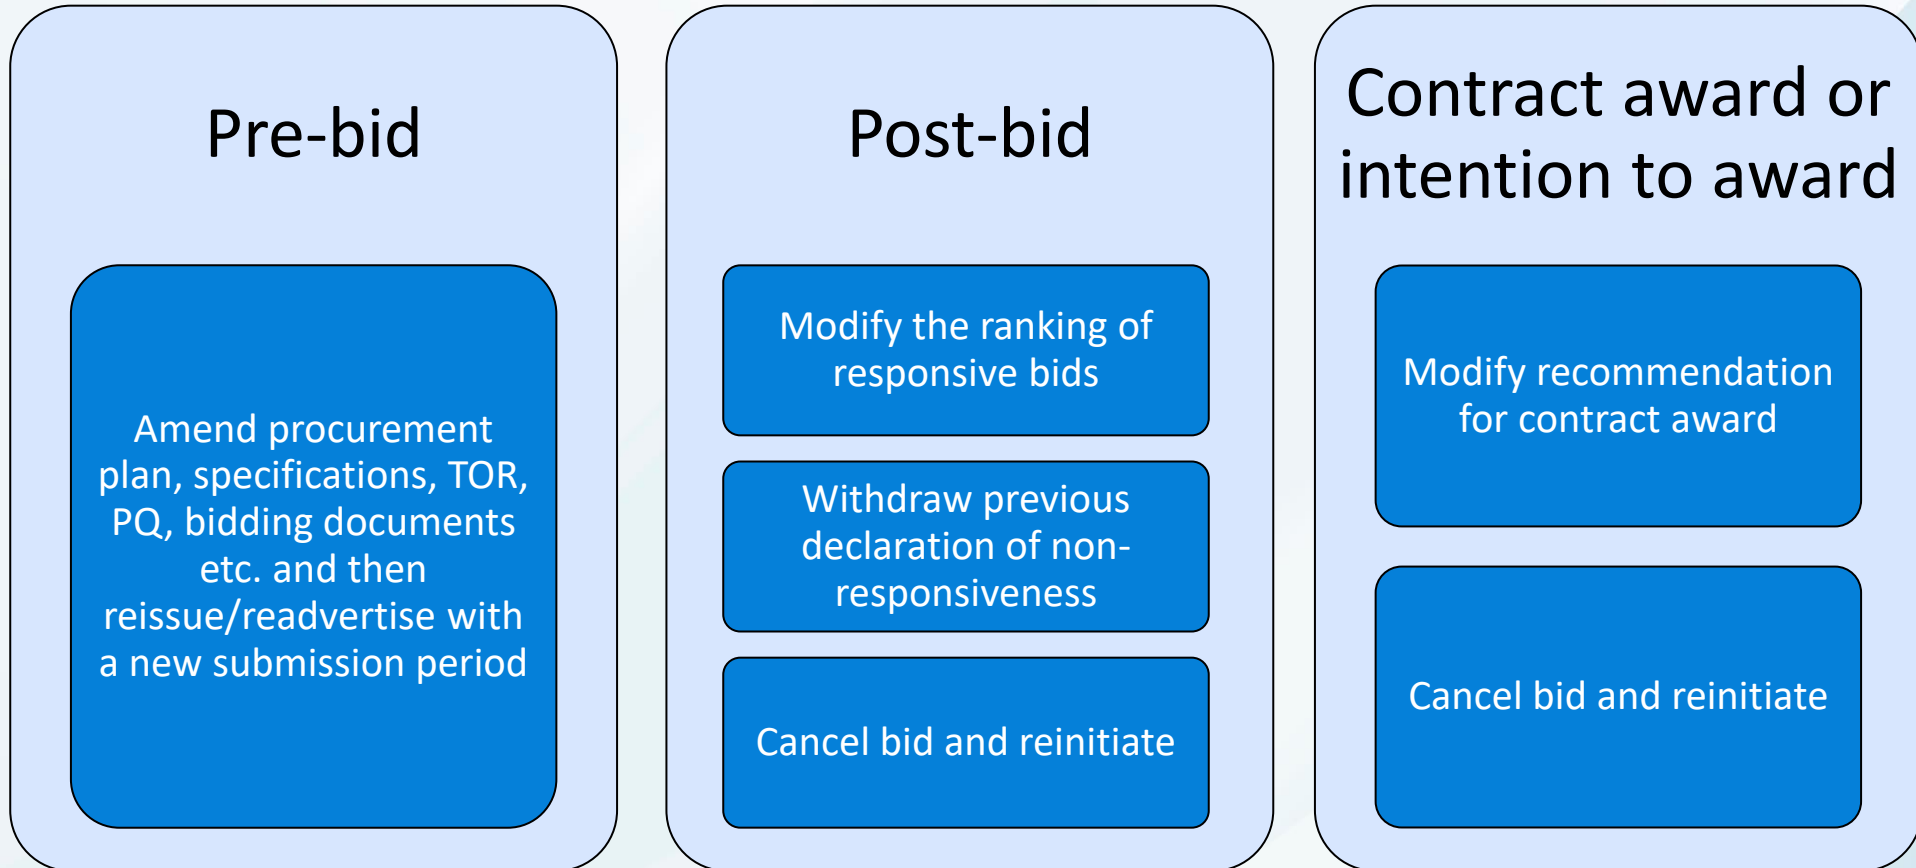 Pre-bid
Amend procurement
plan, specifications, TOR,
PQ, bidding documents
etc. and then
reissue/readvertise with
a new submission period
Post-bid
Modify the ranking of
responsive bids
Withdraw previous
declaration of non-
responsiveness
Cancel bid and reinitiate
Contract award or
intention to award
Modify recommendation
for contract award
Cancel bid and reinitiate